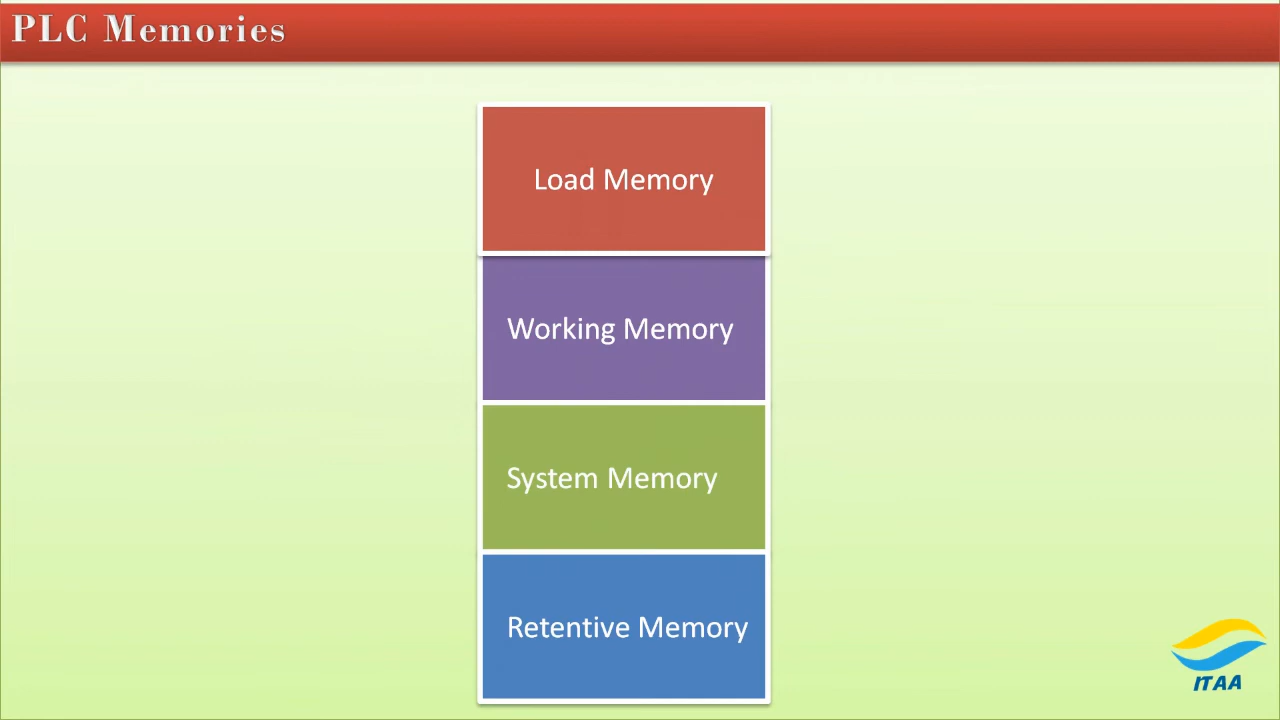 PLC Memories
Load Memory
Working Memory
System Memory
Retentive Memory
ITAA